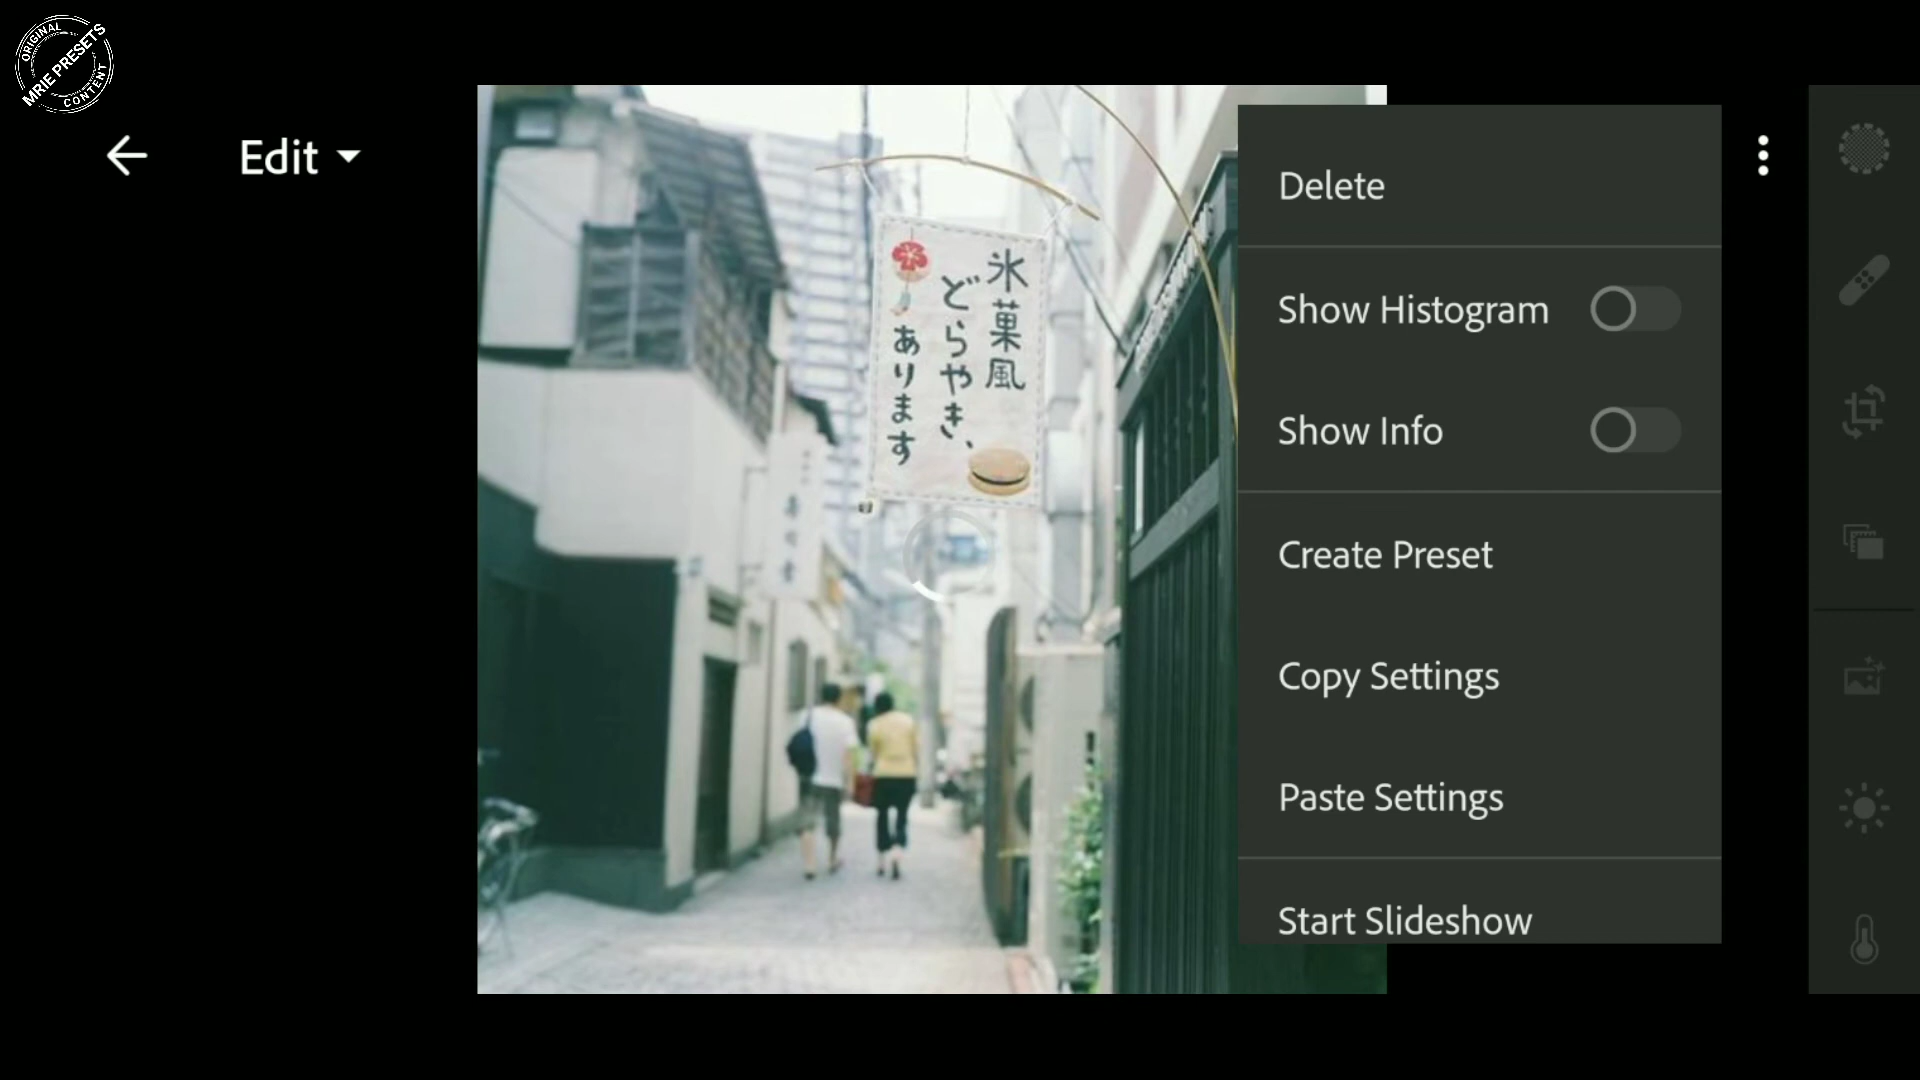 ORIGINAL
MRIE PRESETS
CONTENT
Edit
氷菓風
どらやき、
あります
Delete
Show Histogram
Show Info
Create Preset
Copy Settings
Paste Settings
Start Slideshow